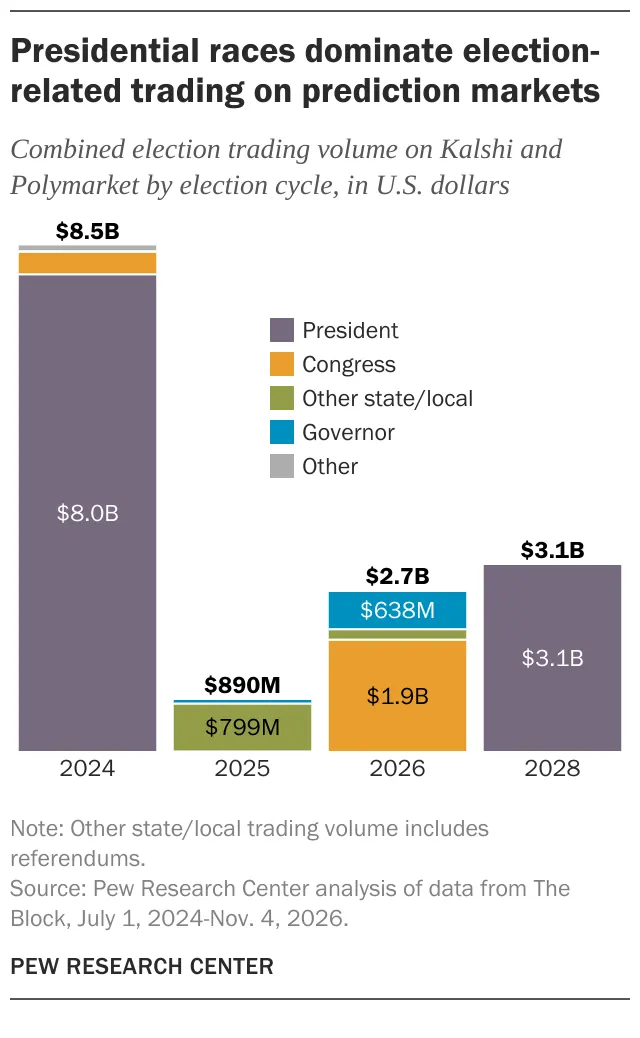 Presidential races dominate election-
related trading on prediction markets
Combined election trading volume on Kalshi and
Polymarket by election cycle, in U.S. dollars
$8.5B
President
Congress
Other state/local
Governor
Other
$8.0B
$3.1B
$2.7B
$638M
$3.1B
$890M
$1.9B
$799M
2024
2025
2026
2028
Note: Other state/local trading volume includes
referendums.
Source: Pew Research Center analysis of data from The
Block, July 1, 2024-Nov. 4, 2026.
PEW RESEARCH CENTER